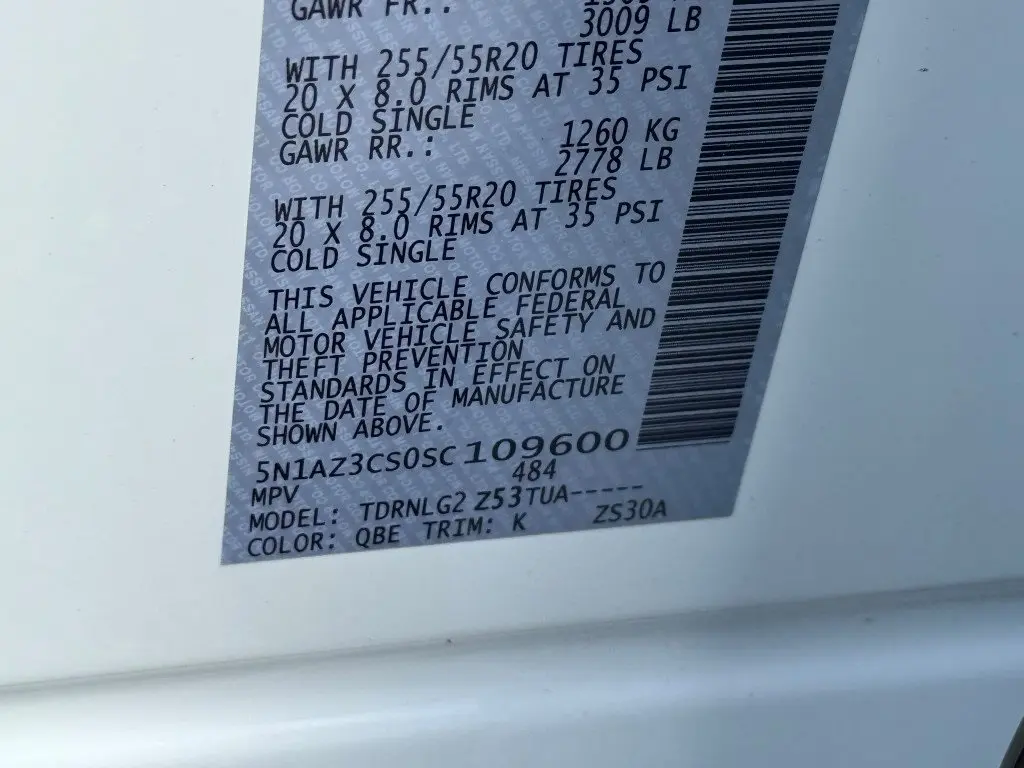 GAWR FR.:
3009 LB
WITH 255/55R20 TIRES
20 X 8.0 RIMS AT 35 PSI
COLD SINGLE
GAWR RR.: 1260 KG
2778 LB
WITH 255/55R20 TIRES
20 X 8.0 RIMS AT 35 PSI
COLD SINGLE
THIS VEHICLE CONFORMS TO
ALL APPLICABLE FEDERAL
MOTOR VEHICLE SAFETY AND
THEFT PREVENTION
STANDARDS IN EFFECT ON
THE DATE OF MANUFACTURE
SHOWN ABOVE.
5N1AZ3CS0SC109600
MPV 484
MODEL: TDRNLG2 Z53TUA-----
COLOR: QBE TRIM: K ZS30A